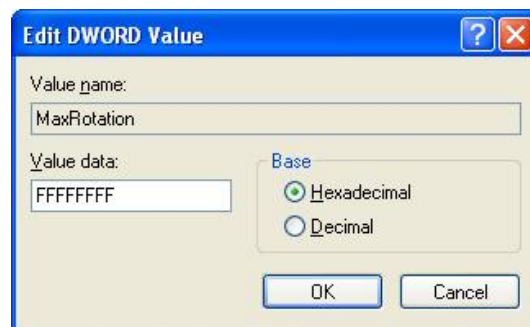 Edit DWORD Value
Value name:
MaxRotation
Value data:
FFFFFFFF
Base
Hexadecimal
Decimal
OK
Cancel